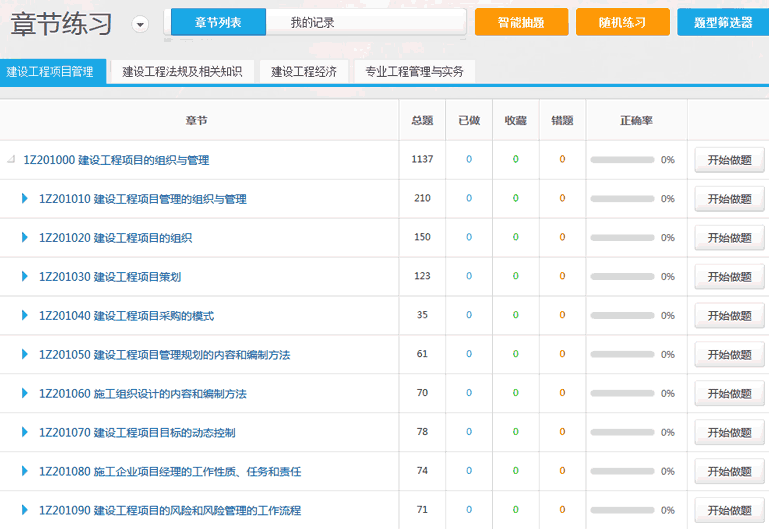 章节练习 章节列表 我的记录 智能抽题 随机练习 题型筛选器
建设工程项目管理 建设工程法规及相关知识 建设工程经济 专业工程管理与实务
章节 总题 已做 收藏 错题 正确率
1Z201000 建设工程项目的组织与管理 1137 0 0 0 0% 开始做题
1Z201010 建设工程项目管理的组织与管理 210 0 0 0 0% 开始做题
1Z201020 建设工程项目的组织 150 0 0 0 0% 开始做题
1Z201030 建设工程项目策划 123 0 0 0 0% 开始做题
1Z201040 建设工程项目采购的模式 35 0 0 0 0% 开始做题
1Z201050 建设工程项目管理规划的内容和编制方法 61 0 0 0 0% 开始做题
1Z201060 施工组织设计的内容和编制方法 70 0 0 0 0% 开始做题
1Z201070 建设工程项目目标的动态控制 78 0 0 0 0% 开始做题
1Z201080 施工企业项目经理的工作性质、任务和责任 74 0 0 0 0% 开始做题
1Z201090 建设工程项目的风险和风险管理的工作流程 71 0 0 0 0% 开始做题